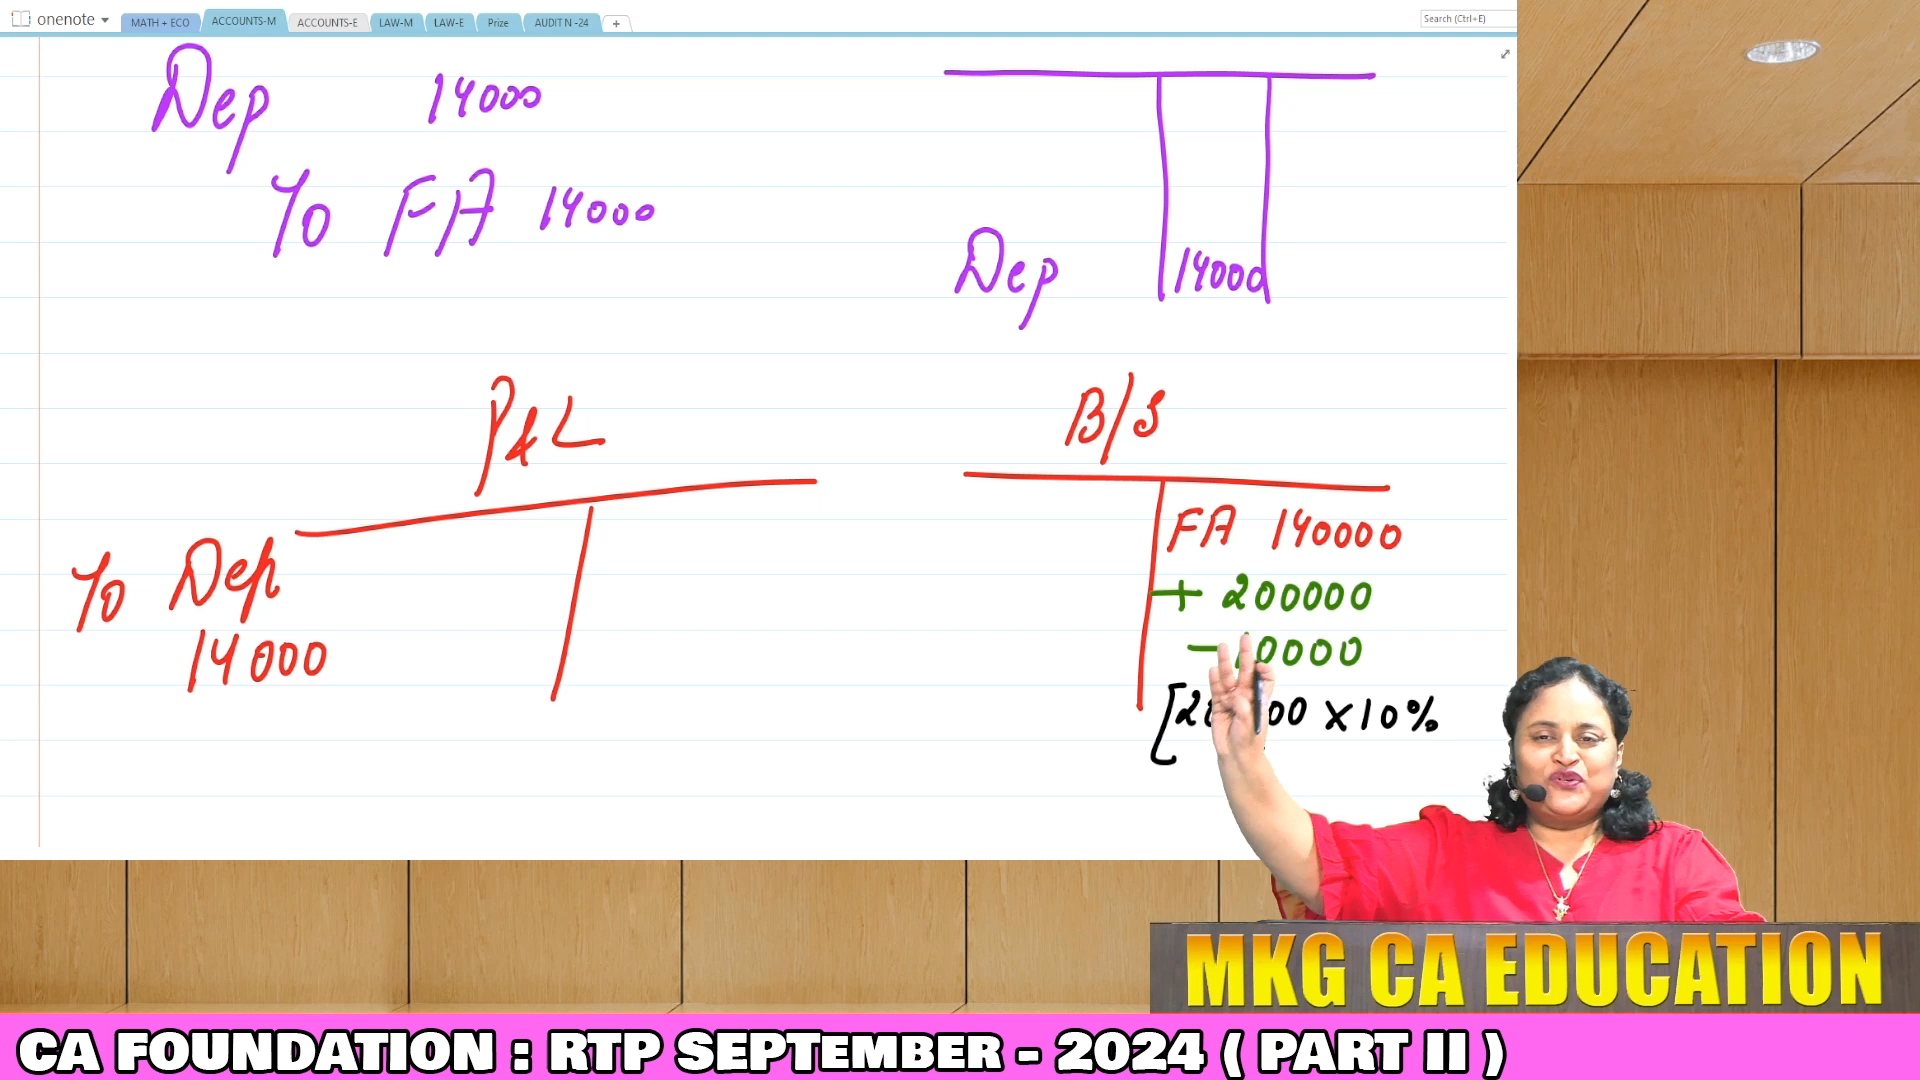 onenote
MATH + ECO
ACCOUNTS-M
ACCOUNTS-E
LAW-M
LAW-E
Prize
AUDIT N -24
+
Search (Ctrl+E)
Dep 14000
To FA 14000
Dep 14000
P&L
To Dep
14000
B/S
FA 140000
+ 200000
- 10000
00 X 10%
MKG CA EDUCATION
CA FOUNDATION : RTP SEPTEMBER - 2024 ( PART II )